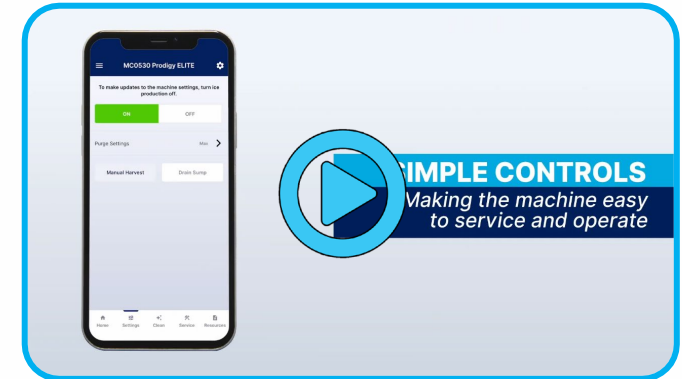 MC0530 Prodigy ELITE
To make updates to the machine settings, turn ice
production off.
ON
OFF
Purge Settings
Max
Manual Harvest
Drain Sump
Home
Settings
Clean
Service
Resources
SIMPLE CONTROLS
Making the machine easy
to service and operate